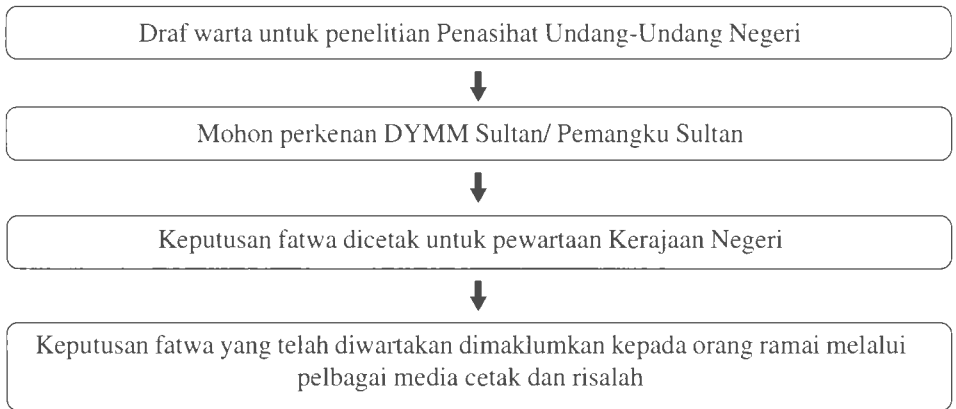 Draf warta untuk penelitian Penasihat Undang-Undang Negeri
Mohon perkenan DYMM Sultan/ Pemangku Sultan
Keputusan fatwa dicetak untuk pewartaan Kerajaan Negeri
Keputusan fatwa yang telah diwartakan dimaklumkan kepada orang ramai melalui
pelbagai media cetak dan risalah